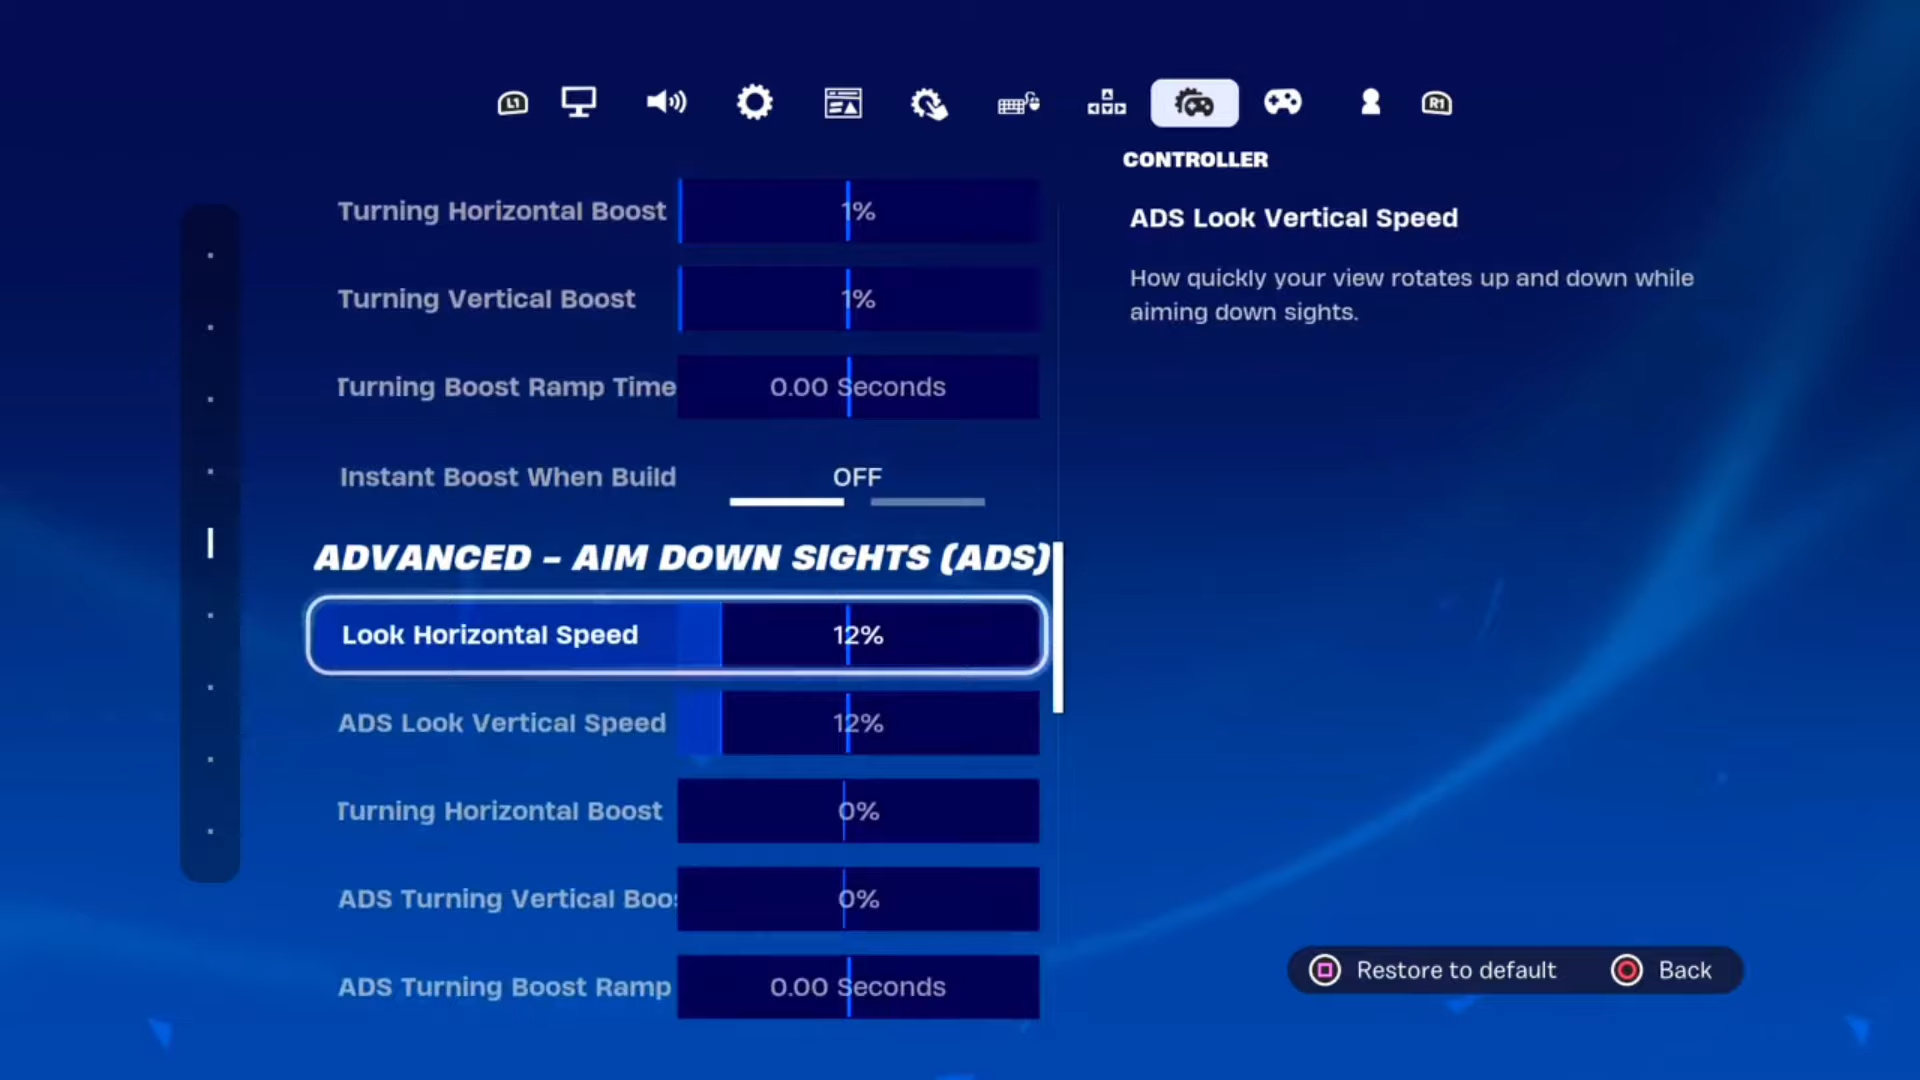 L1
R1
CONTROLLER
Turning Horizontal Boost 1%
Turning Vertical Boost 1%
Turning Boost Ramp Time 0.00 Seconds
Instant Boost When Build OFF
ADVANCED - AIM DOWN SIGHTS (ADS)
Look Horizontal Speed 12%
ADS Look Vertical Speed 12%
Turning Horizontal Boost 0%
ADS Turning Vertical Boos 0%
ADS Turning Boost Ramp 0.00 Seconds
ADS Look Vertical Speed
How quickly your view rotates up and down while
aiming down sights.
Restore to default
Back